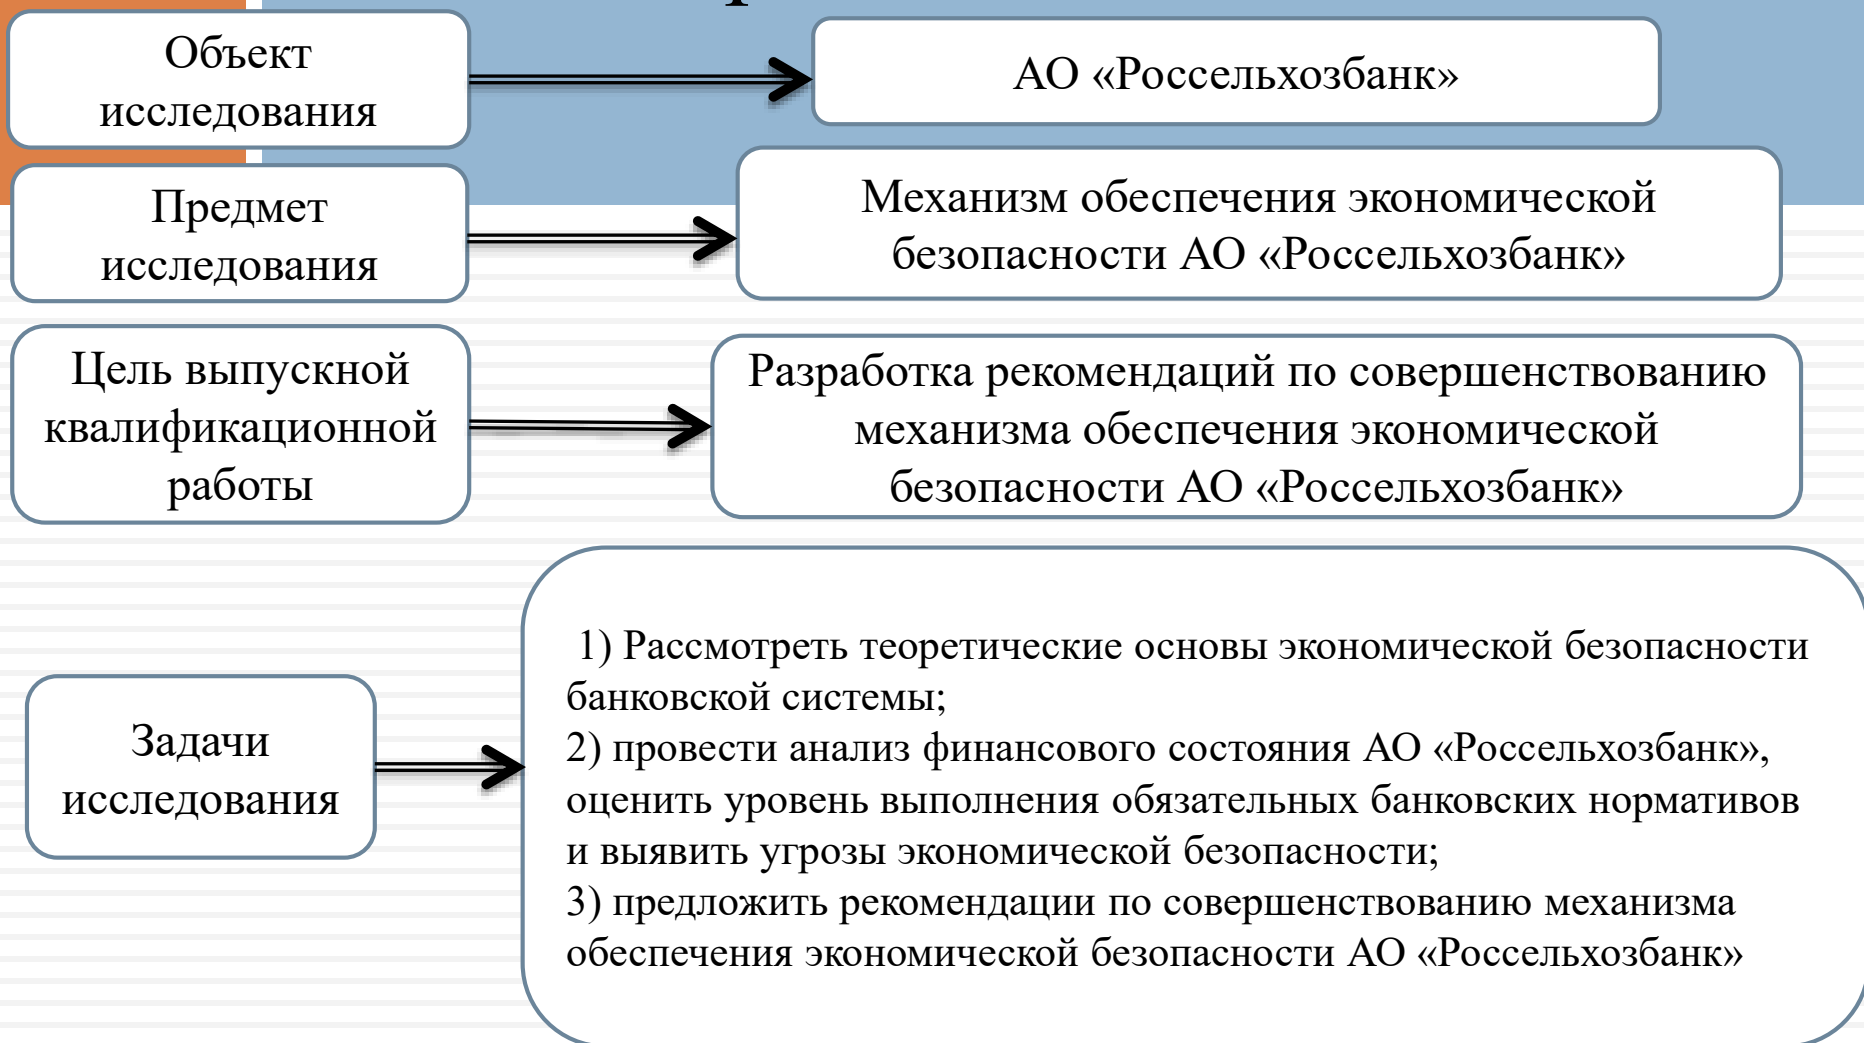 Объект
исследования
АО «Россельхозбанк»
Предмет
исследования
Механизм обеспечения экономической
безопасности АО «Россельхозбанк»
Цель выпускной
квалификационной
работы
Разработка рекомендаций по совершенствованию
механизма обеспечения экономической
безопасности АО «Россельхозбанк»
Задачи
исследования
1) Рассмотреть теоретические основы экономической безопасности
банковской системы;
2) провести анализ финансового состояния АО «Россельхозбанк»,
оценить уровень выполнения обязательных банковских нормативов
и выявить угрозы экономической безопасности;
3) предложить рекомендации по совершенствованию механизма
обеспечения экономической безопасности АО «Россельхозбанк»